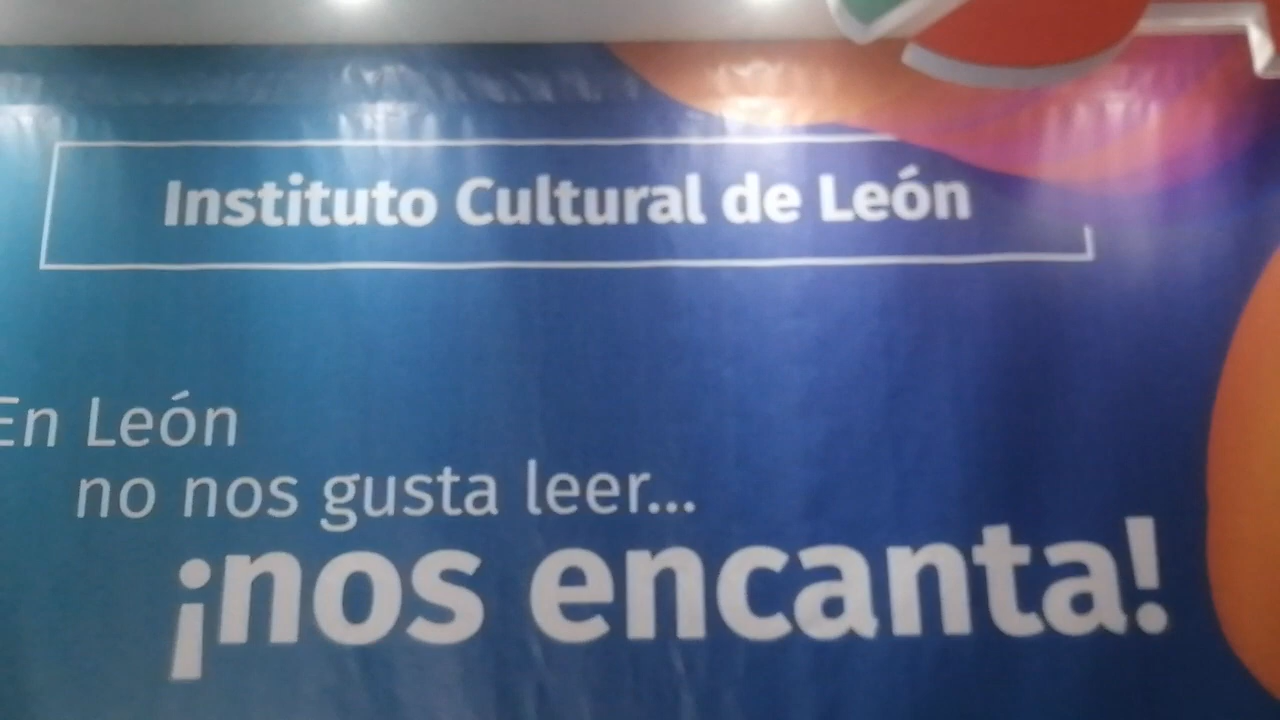 Instituto Cultural de León
En León
no nos gusta leer...
¡nos encanta!